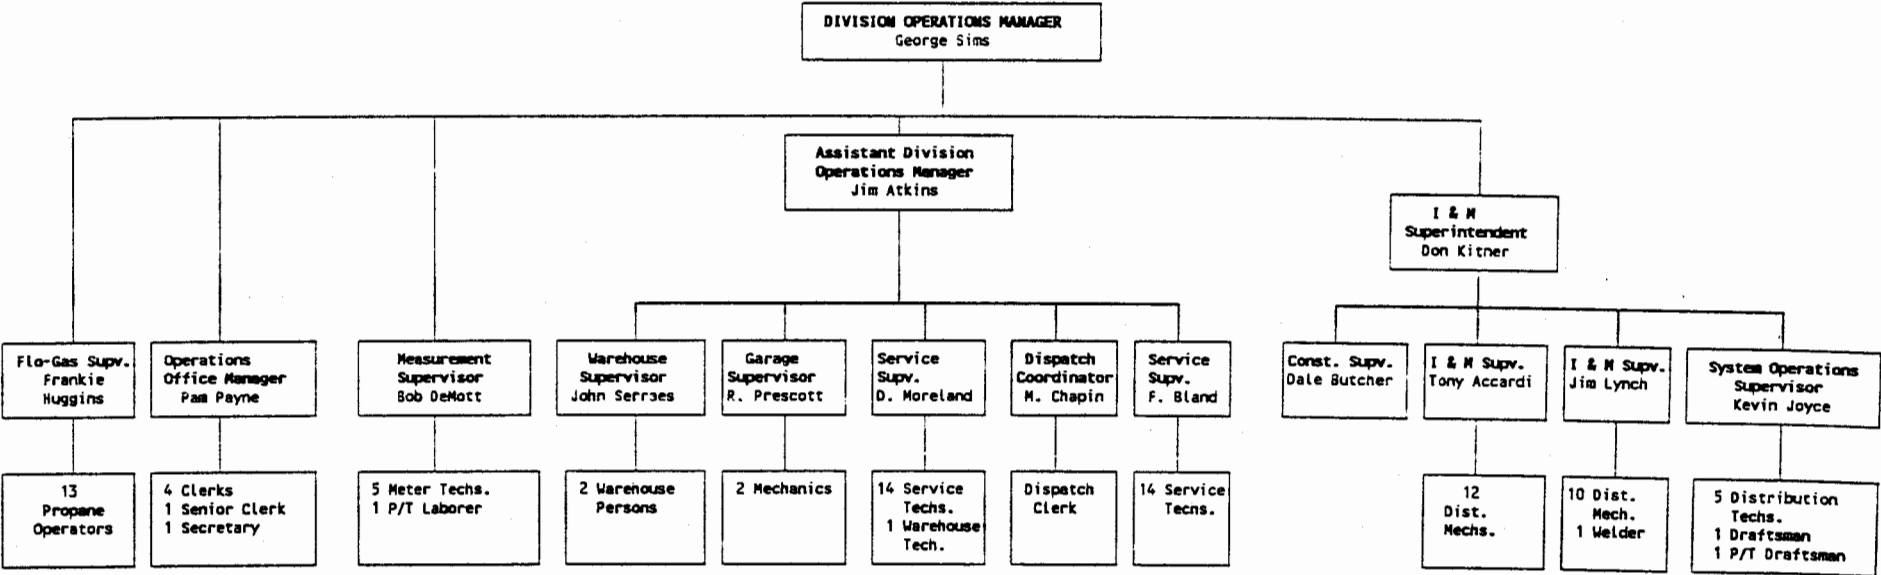 DIVISION OPERATIONS MANAGER
George Sims
Assistant Division
Operations Manager
Jim Atkins
I & M
Superintendent
Don Kitner
Flo-Gas Supv.
Frankie
Huggins
Operations
Office Manager
Pam Payne
Measurement
Supervisor
Bob DeMott
Warehouse
Supervisor
John
Garage
Supervisor
R. Prescott
Service
Supv.
D. Moreland
Dispatch
Coordinator
M. Chapin
Service
Supv.
F. Bland
Const. Supv.
Dale Butcher
I & M Supv.
Tony Accardi
I & M Supv.
Jim Lynch
System Operations
Supervisor
Kevin Joyce
13
Propane
Operators
4 Clerks
1 Senior Clerk
1 Secretary
5 Meter Techs.
1 P/T Laborer
2 Warehouse
Persons
2 Mechanics
14 Service
Techs.
1 Warehouse
Tech.
Dispatch
Clerk
14 Service
Techs.
12
Dist.
Mechs.
10 Dist.
Mech.
1 Welder
5 Distribution
Techs.
1 Draftsman
1 P/T Draftsman